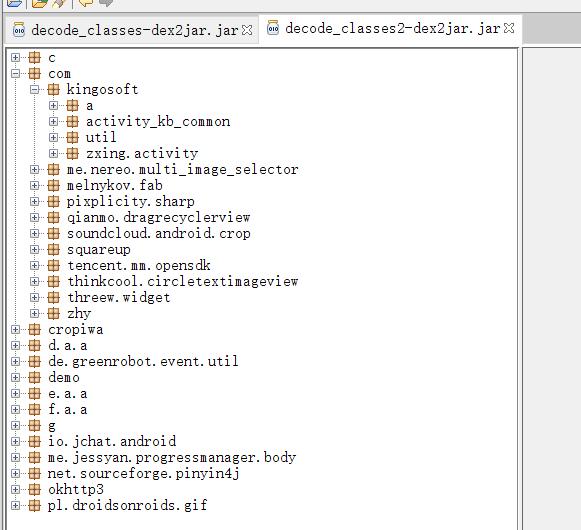 decode_classes-dex2jar.jar decode_classes2-dex2jar.jar
c
com
kingosoft
a
activity_kb_common
util
zxing.activity
me.nereo.multi_image_selector
melnykov.fab
pixplicity.sharp
qianmo.dragrecyclerview
soundcloud.android.crop
squareup
tencent.mm.opensdk
thinkcool.circletextimageview
threew.widget
zhy
cropiwa
d.a.a
de.greenrobot.event.util
demo
e.a.a
f.a.a
g
io.jchat.android
me.jessyan.progressmanager.body
net.sourceforge.pinyin4j
okhttp3
pl.droidsonroids.gif